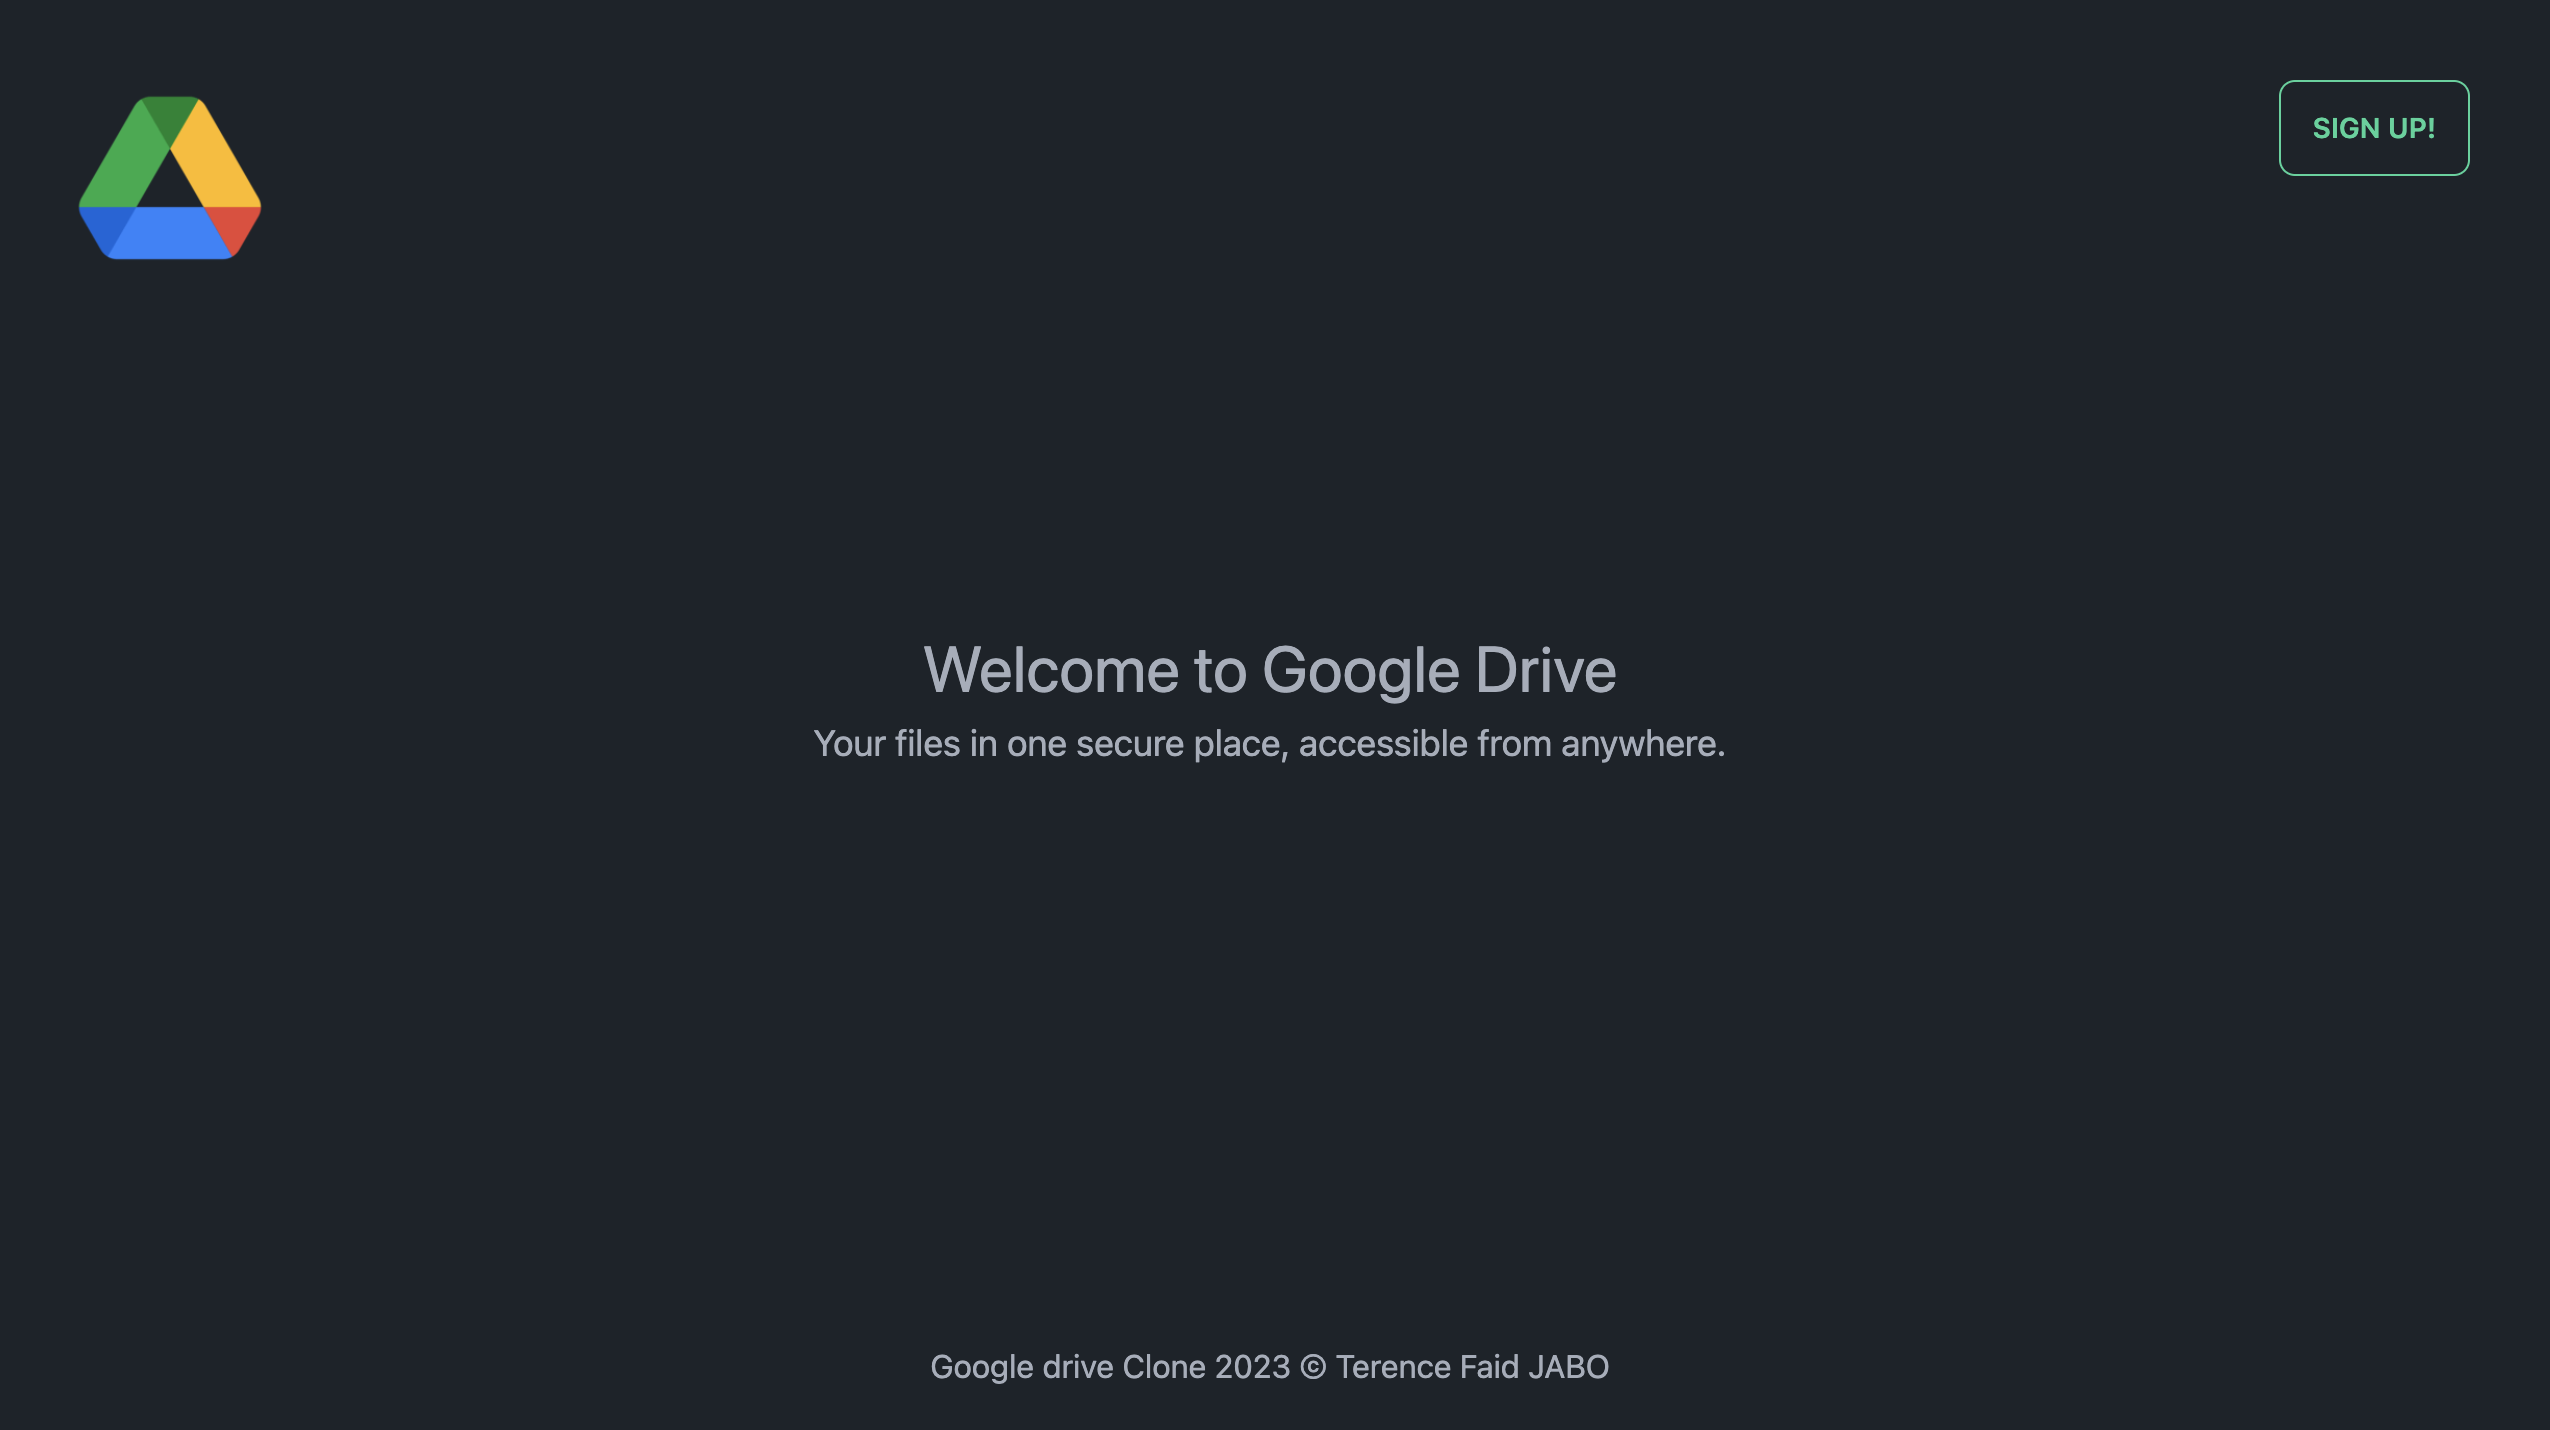 SIGN UP!
Welcome to Google Drive
Your files in one secure place, accessible from anywhere.
Google drive Clone 2023 © Terence Faid JABO